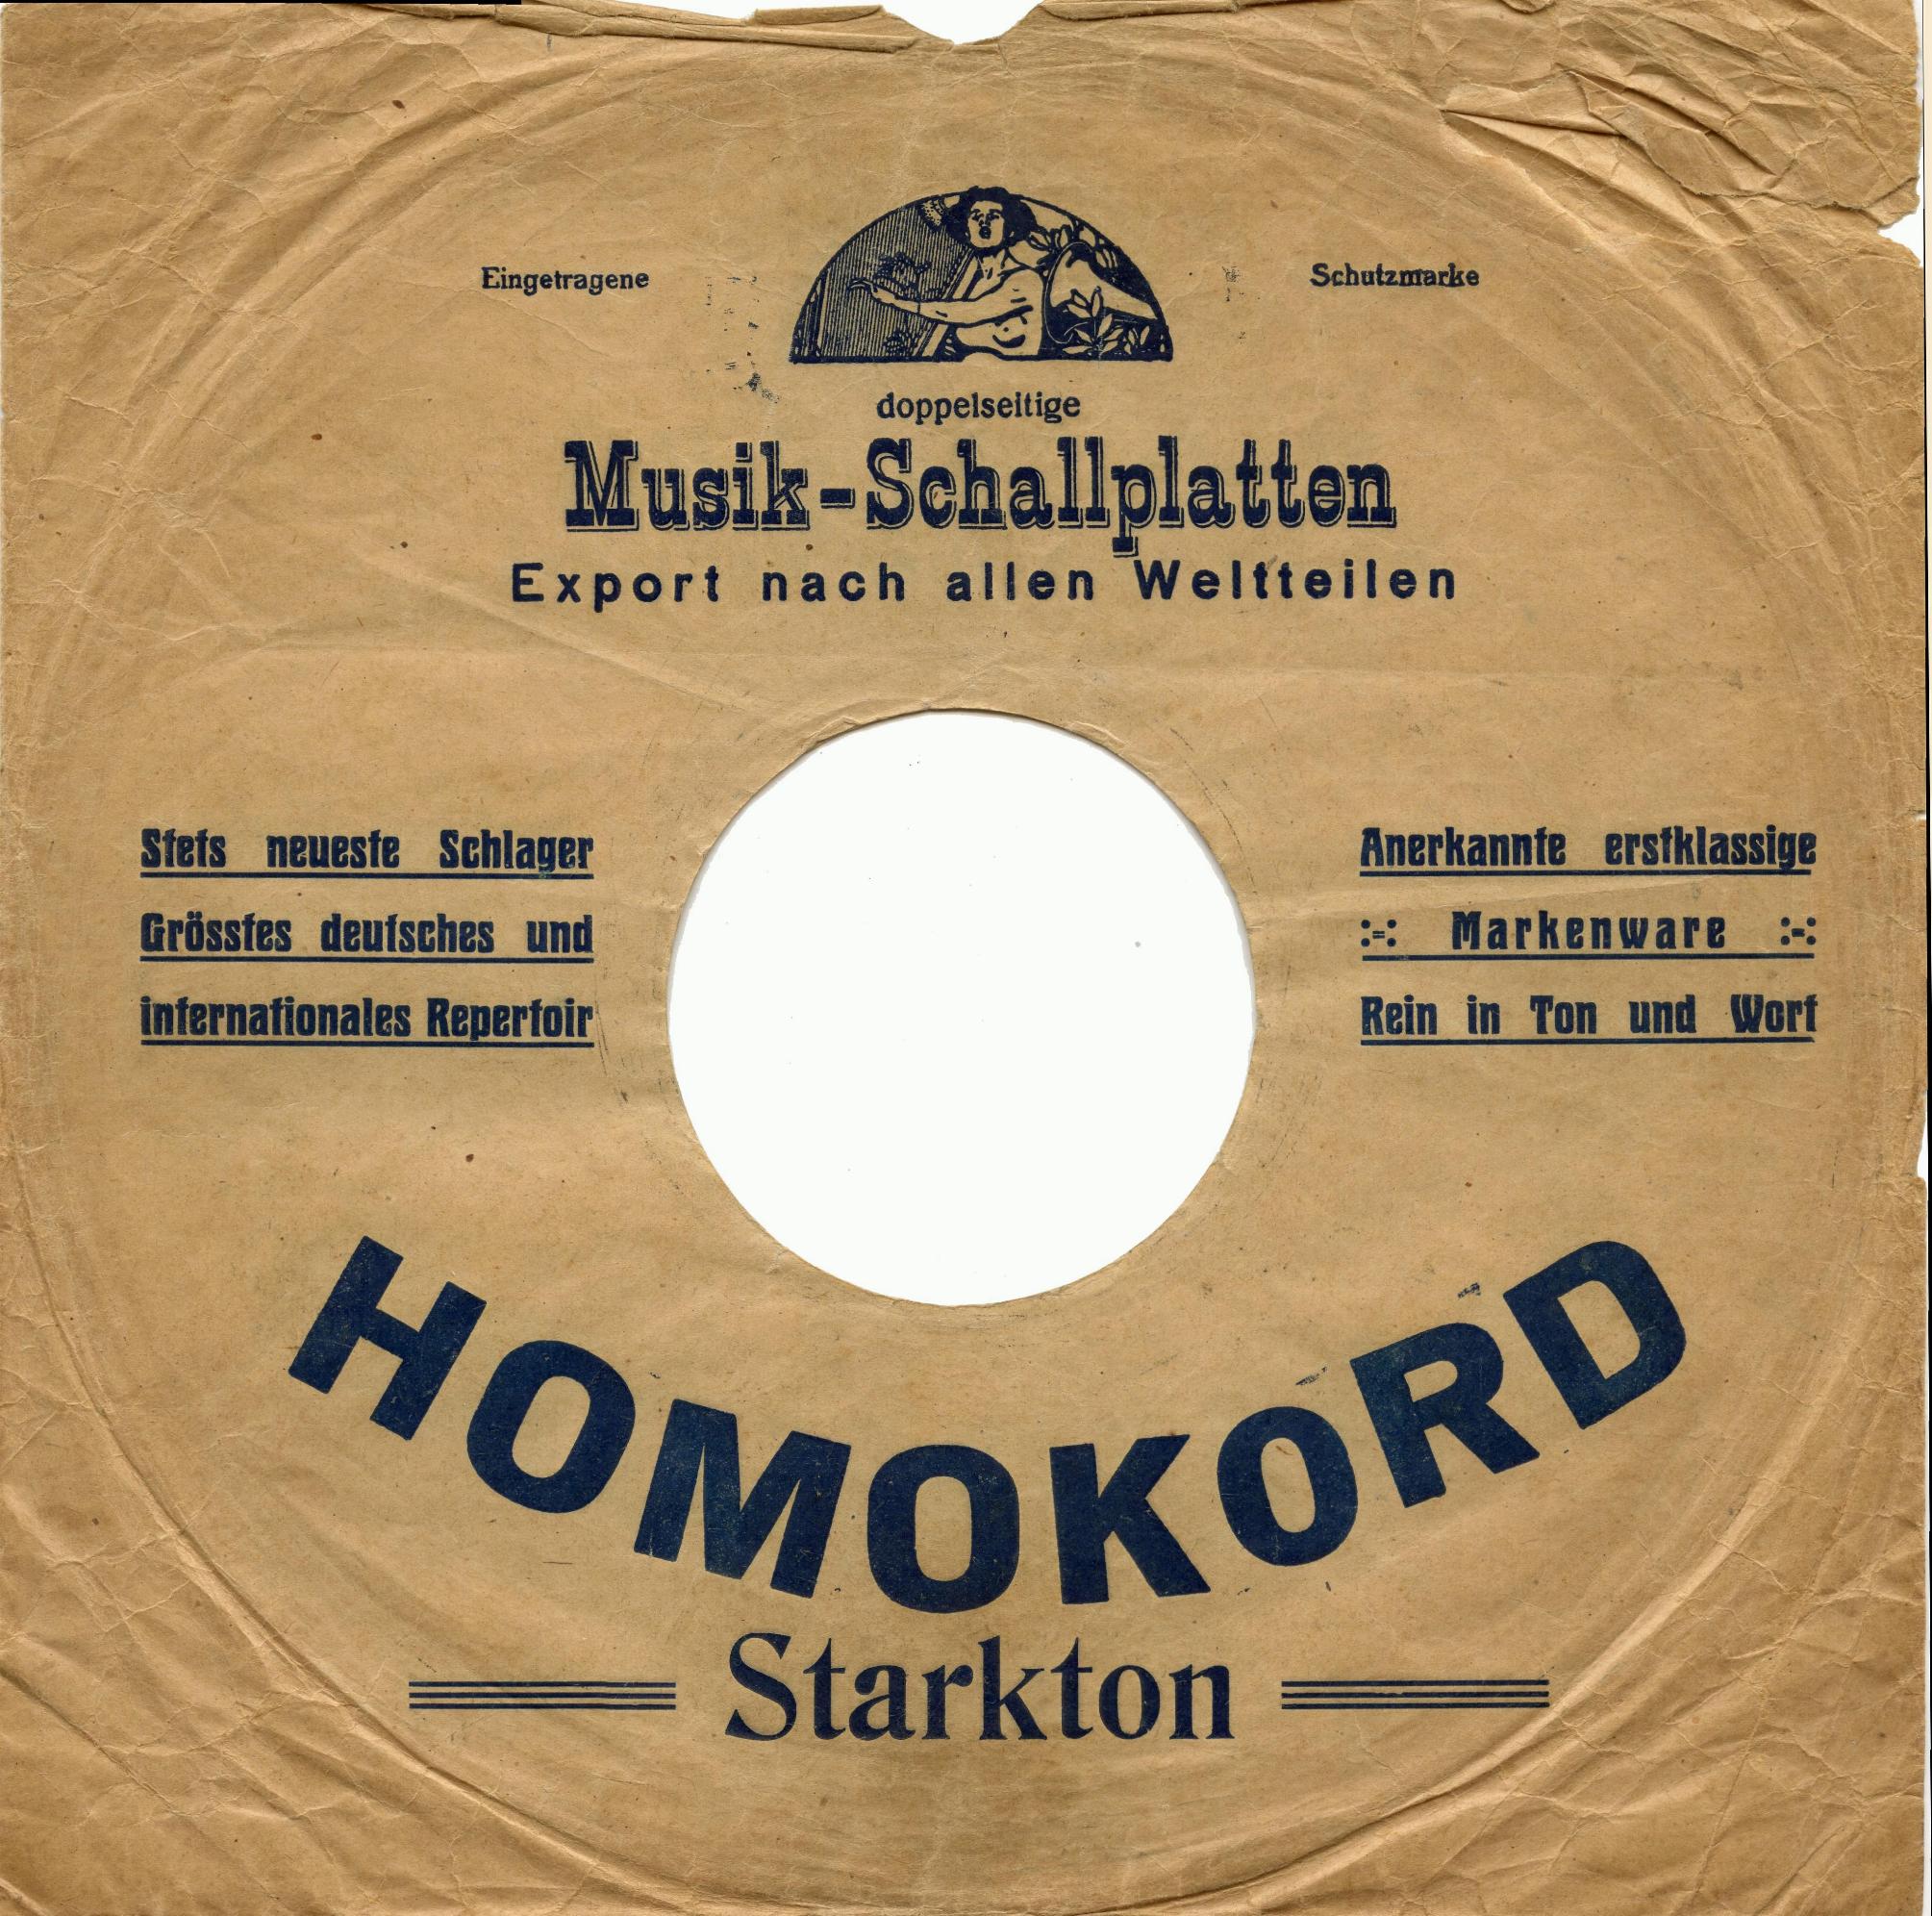 Eingetragene Schutzmarke
doppelseitige
Musik-Schallplatten
Export nach allen Weltteilen
Stets neueste Schlager
Grösstes deutsches und
internationales Repertoir
Anerkannte erstklassige
:-: Markenware :-:
Rein in Ton und Wort
HOMOKORD
Starkton